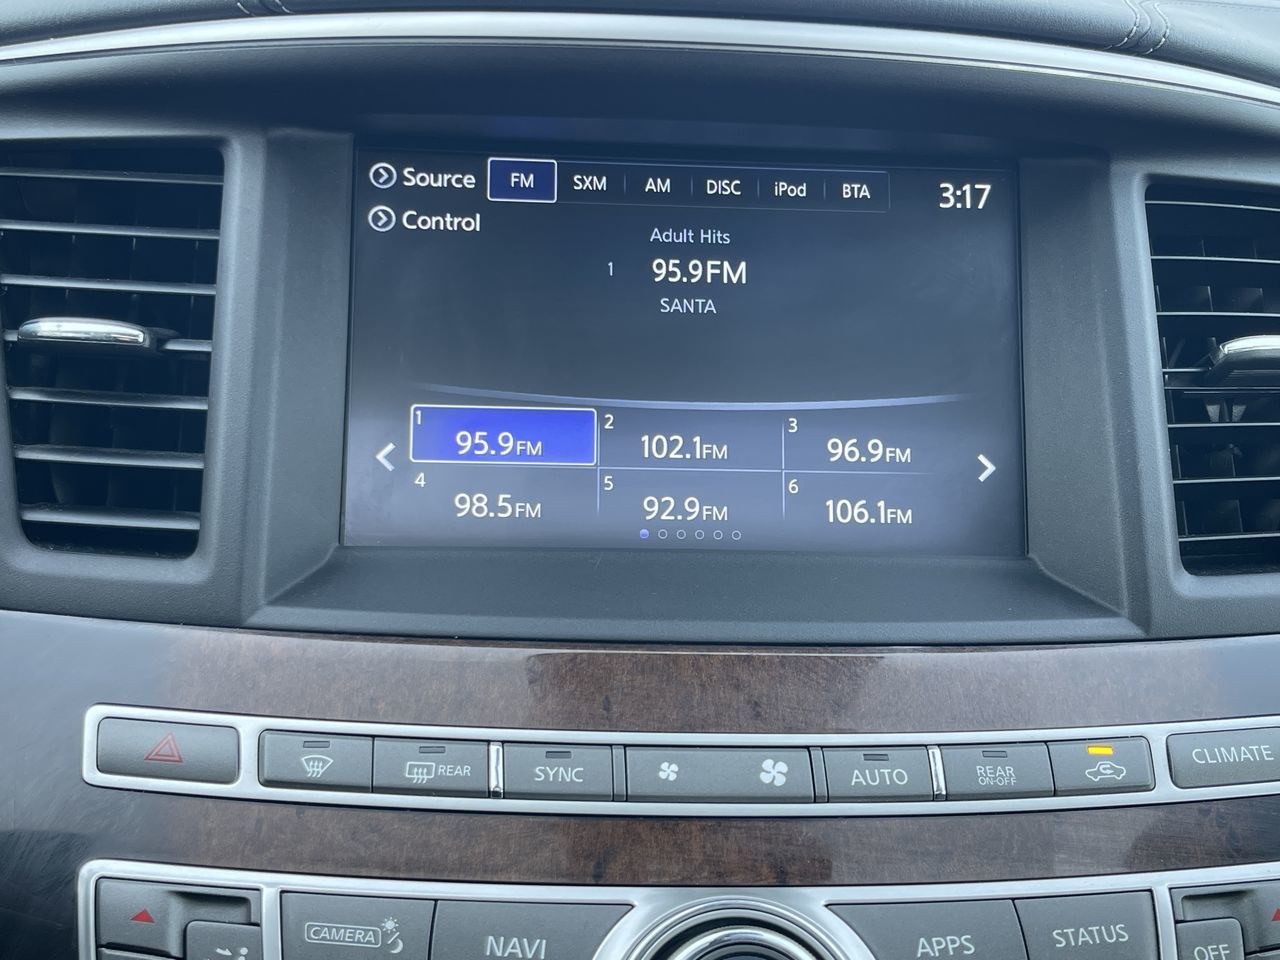 Source FM SXM AM DISC iPod BTA 3:17
Control
Adult Hits
1 95.9FM
SANTA
1 95.9FM 2 102.1FM 3 96.9FM
4 98.5FM 5 92.9FM 6 106.1FM
REAR SYNC AUTO REAR ON·OFF CLIMATE
CAMERA NAVI APPS STATUS OFF